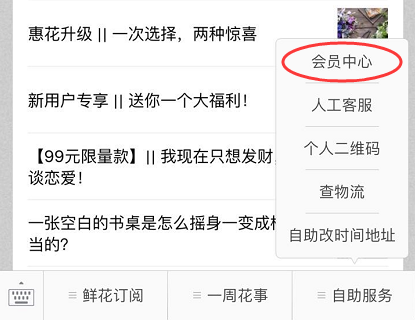 惠花升级 || 一次选择，两种惊喜
新用户专享 || 送你一个大福利！
【99元限量款】|| 我现在只想发财，
谈恋爱！
一张空白的书桌是怎么摇身一变成
当的?
会员中心
人工客服
个人二维码
查物流
自助改时间地址
鲜花订阅
一周花事
自助服务